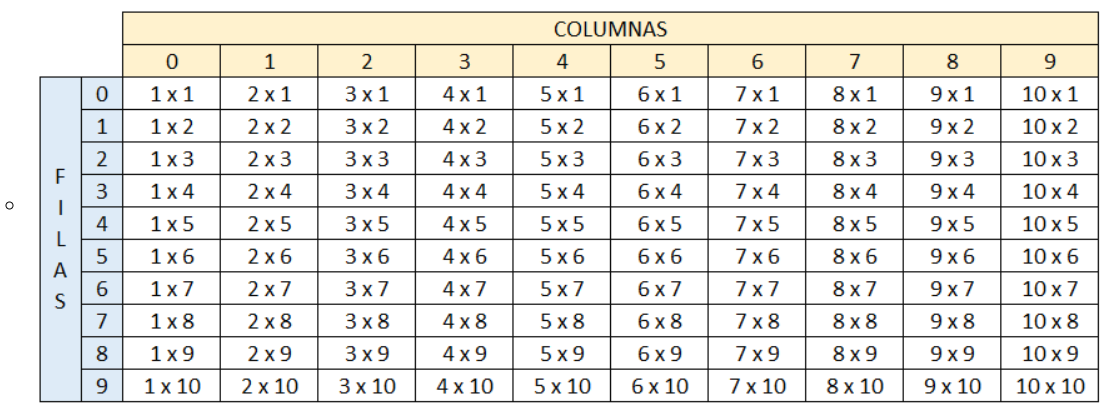 COLUMNAS
0 1 2 3 4 5 6 7 8 9
FILAS
0 1 x 1 2 x 1 3 x 1 4 x 1 5 x 1 6 x 1 7 x 1 8 x 1 9 x 1 10 x 1
1 1 x 2 2 x 2 3 x 2 4 x 2 5 x 2 6 x 2 7 x 2 8 x 2 9 x 2 10 x 2
2 1 x 3 2 x 3 3 x 3 4 x 3 5 x 3 6 x 3 7 x 3 8 x 3 9 x 3 10 x 3
3 1 x 4 2 x 4 3 x 4 4 x 4 5 x 4 6 x 4 7 x 4 8 x 4 9 x 4 10 x 4
4 1 x 5 2 x 5 3 x 5 4 x 5 5 x 5 6 x 5 7 x 5 8 x 5 9 x 5 10 x 5
5 1 x 6 2 x 6 3 x 6 4 x 6 5 x 6 6 x 6 7 x 6 8 x 6 9 x 6 10 x 6
6 1 x 7 2 x 7 3 x 7 4 x 7 5 x 7 6 x 7 7 x 7 8 x 7 9 x 7 10 x 7
7 1 x 8 2 x 8 3 x 8 4 x 8 5 x 8 6 x 8 7 x 8 8 x 8 9 x 8 10 x 8
8 1 x 9 2 x 9 3 x 9 4 x 9 5 x 9 6 x 9 7 x 9 8 x 9 9 x 9 10 x 9
9 1 x 10 2 x 10 3 x 10 4 x 10 5 x 10 6 x 10 7 x 10 8 x 10 9 x 10 10 x 10